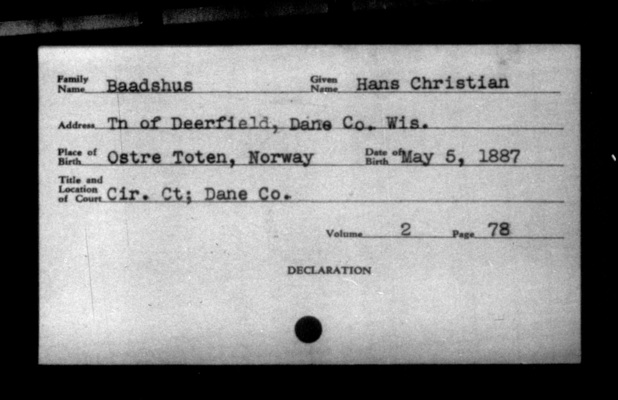 Family Name Baadshus Given Name Hans Christian
Address Tn of Deerfield, Dane Co. Wis.
Place of Birth Ostre Toten, Norway Date of Birth May 5, 1887
Title and Location of Court Cir. Ct; Dane Co.
Volume 2 Page 78
DECLARATION